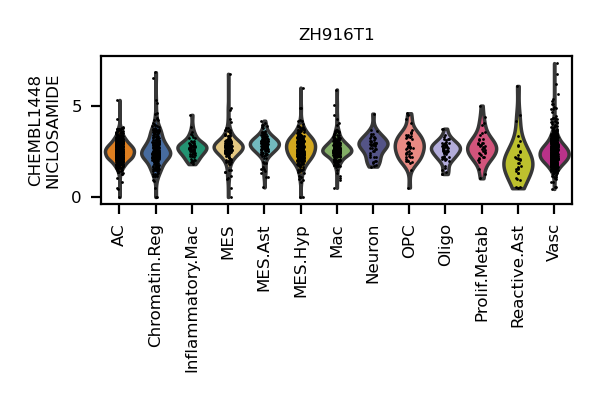 ZH916T1
CHEMBL1448
NICLOSAMIDE
5
0
AC
Chromatin.Reg
Inflammatory.Mac
MES
MES.Ast
MES.Hyp
Mac
Neuron
OPC
Oligo
Prolif.Metab
Reactive.Ast
Vasc